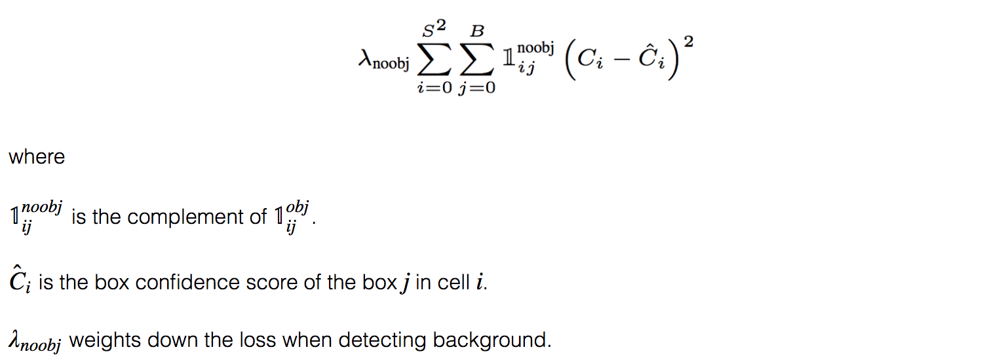 $$\lambda_{\text{noobj}} \sum_{i=0}^{S^2} \sum_{j=0}^{B} \mathbb{1}_{ij}^{\text{noobj}} \left( C_i - \hat{C}_i \right)^2$$
where
$\mathbb{1}_{ij}^{noobj}$ is the complement of $\mathbb{1}_{ij}^{obj}$.
$\hat{C}_i$ is the box confidence score of the box $j$ in cell $i$.
$\lambda_{noobj}$ weights down the loss when detecting background.